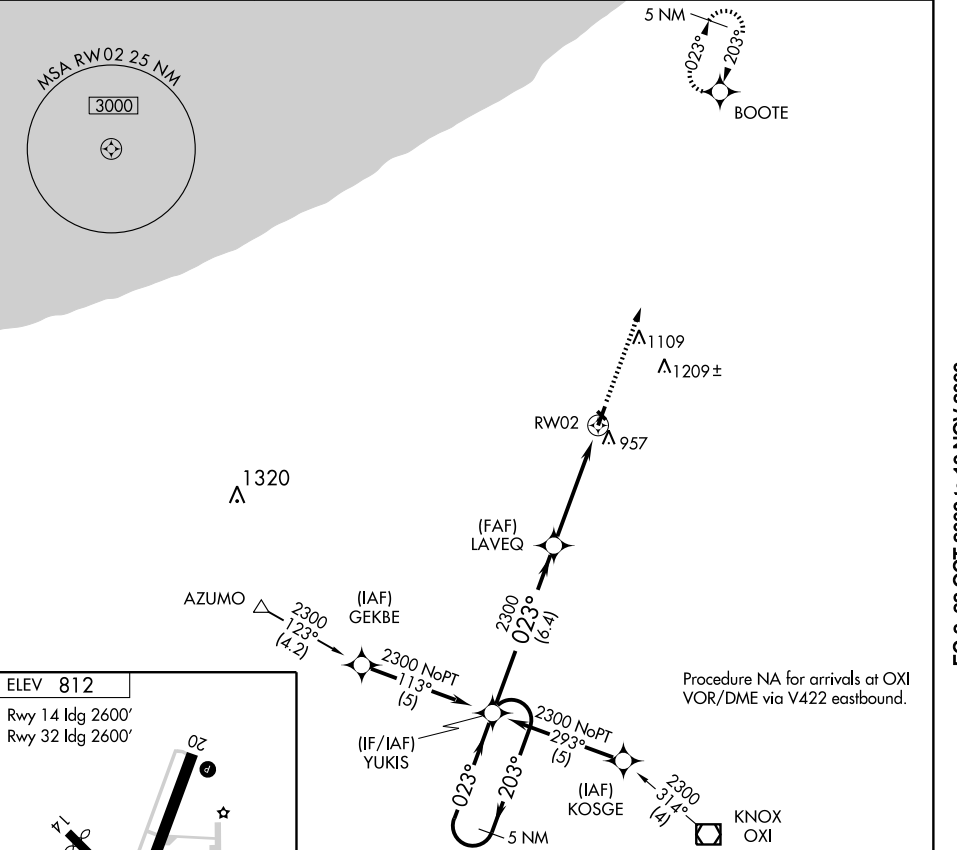 5 NM
023°
203°
BOOTE
MSA RW02 25 NM
3000
1109
1209±
RW02
957
1320
(FAF)
LAVEQ
AZUMO
2300
123°
(4.2)
(IAF)
GEKBE
2300
023°
(6.4)
2300 NoPT
113°
(5)
Procedure NA for arrivals at OXI
VOR/DME via V422 eastbound.
(IF/IAF)
YUKIS
2300 NoPT
293°
(5)
(IAF)
KOSGE
2300
314°
(4)
KNOX
OXI
023°
203°
5 NM
ELEV 812
Rwy 14 ldg 2600'
Rwy 32 ldg 2600'
20
P
14